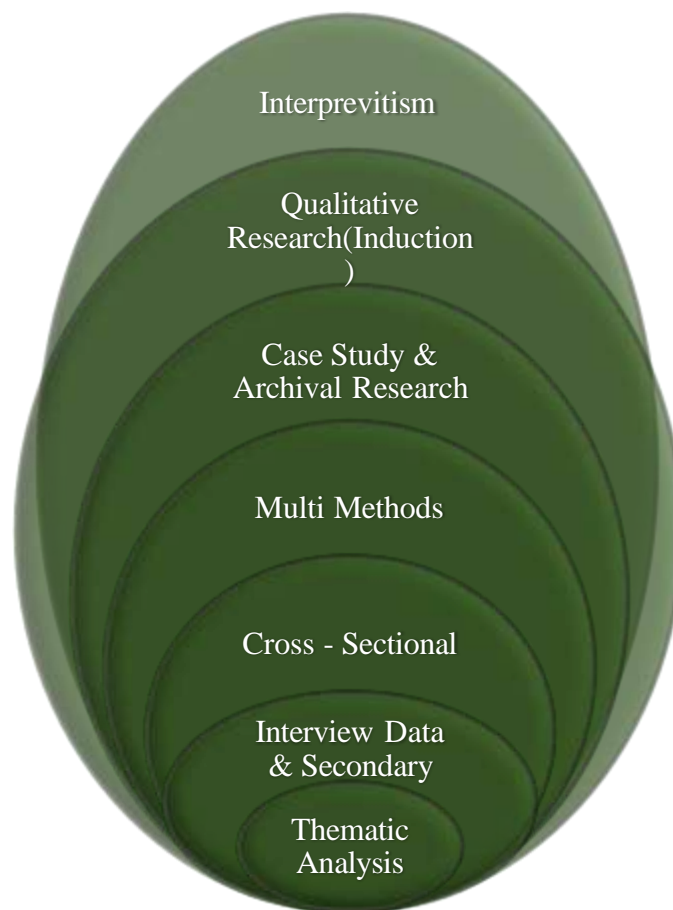 Interprevitism
Qualitative
Research(Induction
)
Case Study &
Archival Research
Multi Methods
Cross - Sectional
Interview Data
& Secondary
Thematic
Analysis